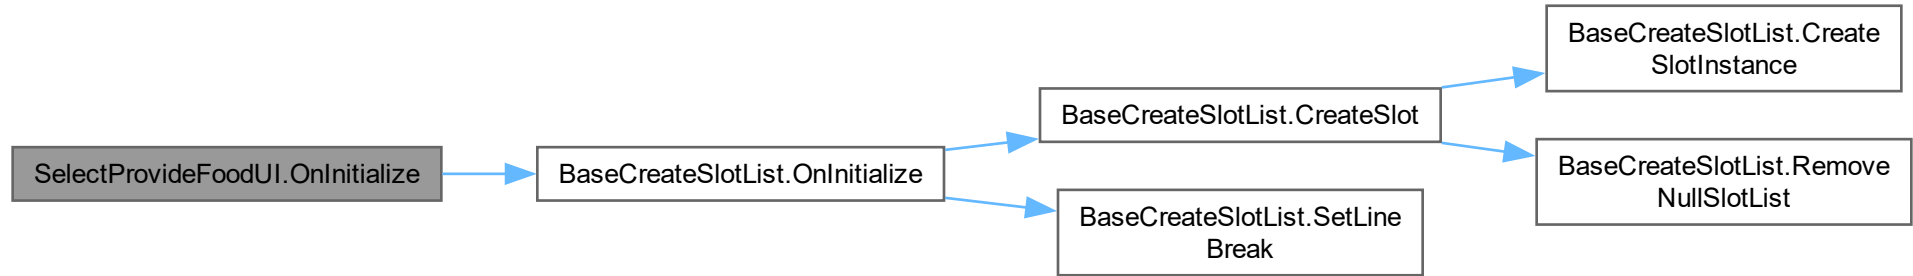 SelectProvideFoodUI.OnInitialize
BaseCreateSlotList.OnInitialize
BaseCreateSlotList.CreateSlot
BaseCreateSlotList.Create
SlotInstance
BaseCreateSlotList.Remove
NullSlotList
BaseCreateSlotList.SetLine
Break